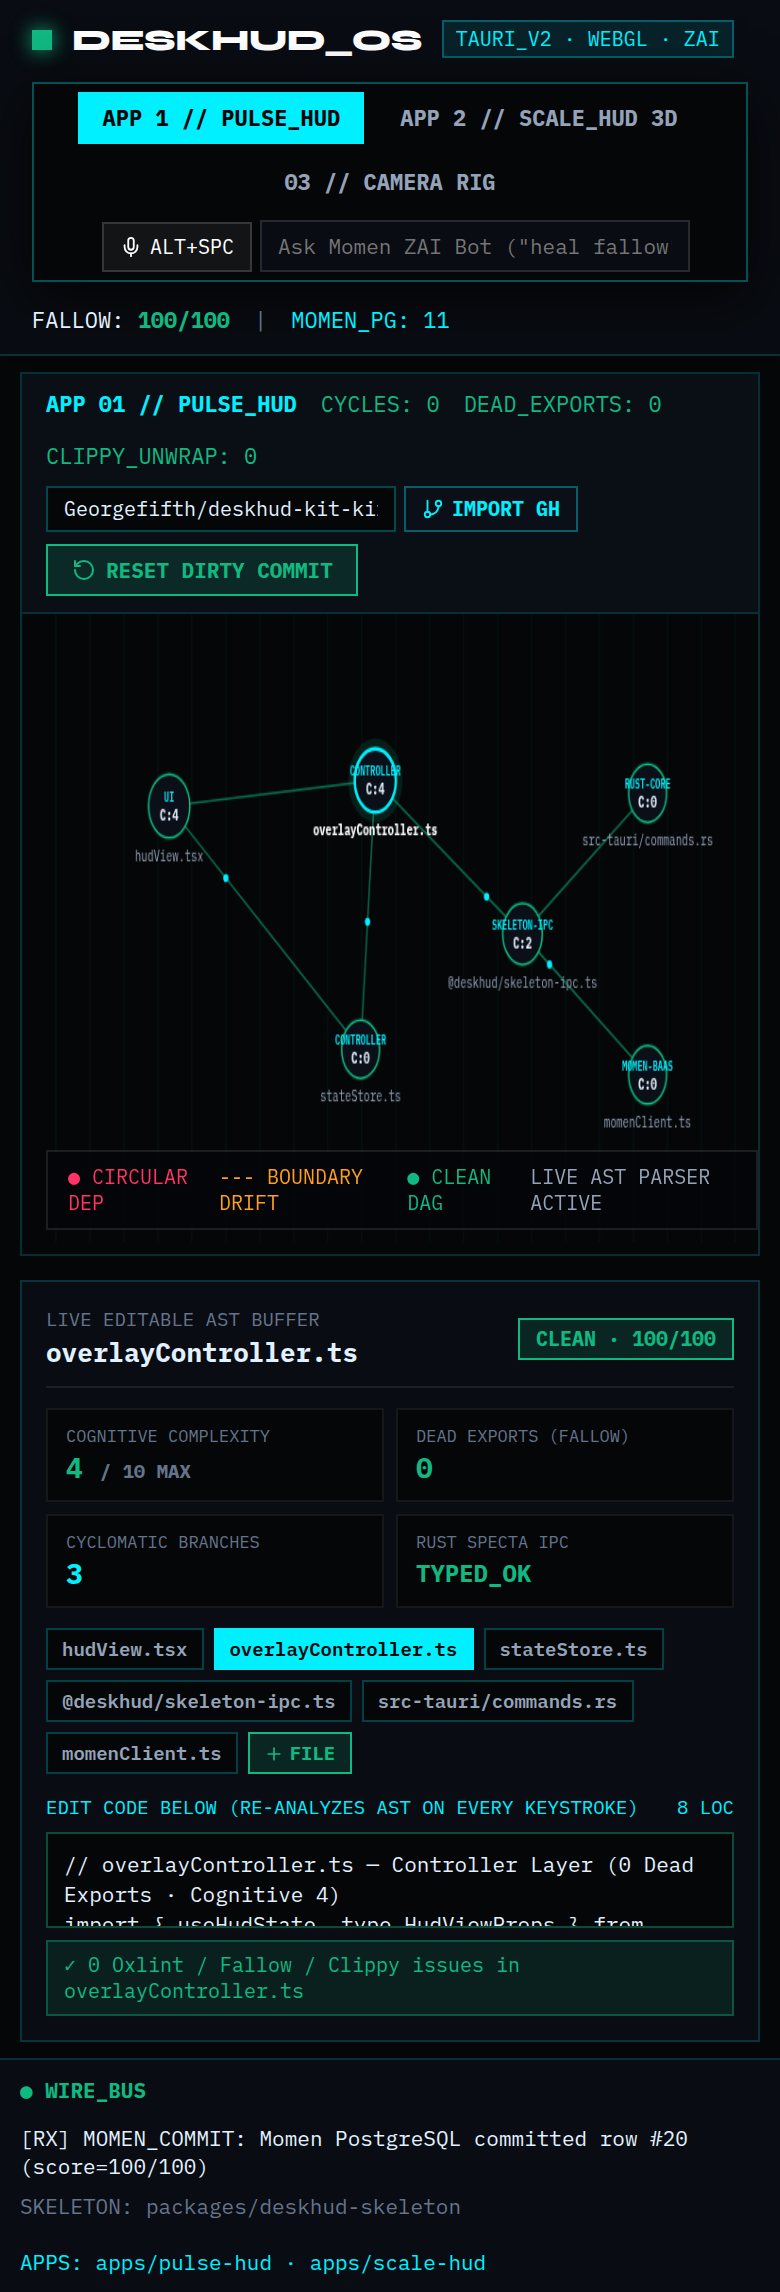 DESKHUD_OS
TAURI_V2 · WEBGL · ZAI
APP 1 // PULSE_HUD
APP 2 // SCALE_HUD 3D
03 // CAMERA RIG
ALT+SPC
Ask Momen ZAI Bot ("heal fallow
FALLOW: 100/100 | MOMEN_PG: 11
APP 01 // PULSE_HUD CYCLES: 0 DEAD_EXPORTS: 0
CLIPPY_UNWRAP: 0
Georgefifth/deskhud-kit-ki
IMPORT GH
RESET DIRTY COMMIT
CONTROLLER
C:4
overlayController.ts
UI
C:4
hudView.tsx
RUST-CORE
C:0
src-tauri/commands.rs
SKELETON-IPC
C:2
@deskhud/skeleton-ipc.ts
CONTROLLER
C:0
stateStore.ts
MOMEN-BAAS
C:0
momenClient.ts
● CIRCULAR
DEP
--- BOUNDARY
DRIFT
● CLEAN
DAG
LIVE AST PARSER
ACTIVE
LIVE EDITABLE AST BUFFER
overlayController.ts
CLEAN · 100/100
COGNITIVE COMPLEXITY
4 / 10 MAX
DEAD EXPORTS (FALLOW)
0
CYCLOMATIC BRANCHES
3
RUST SPECTA IPC
TYPED_OK
hudView.tsx
overlayController.ts
stateStore.ts
@deskhud/skeleton-ipc.ts
src-tauri/commands.rs
momenClient.ts
+ FILE
EDIT CODE BELOW (RE-ANALYZES AST ON EVERY KEYSTROKE)
8 LOC
// overlayController.ts — Controller Layer (0 Dead
Exports · Cognitive 4)
import { useHudState, type HudViewProps } from
✓ 0 Oxlint / Fallow / Clippy issues in
overlayController.ts
● WIRE_BUS
[RX] MOMEN_COMMIT: Momen PostgreSQL committed row #20
(score=100/100)
SKELETON: packages/deskhud-skeleton
APPS: apps/pulse-hud · apps/scale-hud